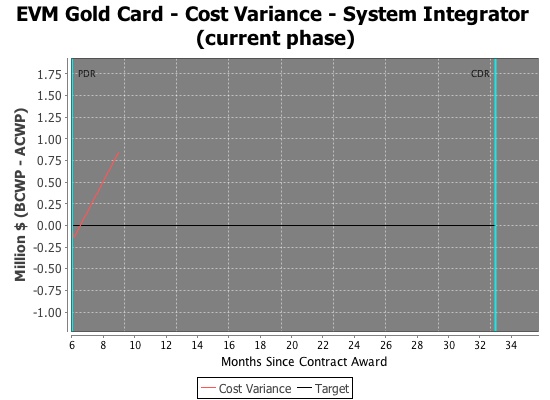 EVM Gold Card - Cost Variance - System Integrator
(current phase)
Million $ (BCWP - ACWP)
1.75
1.50
1.25
1.00
0.75
0.50
0.25
0.00
-0.25
-0.50
-0.75
-1.00
PDR
CDR
6 8 10 12 14 16 18 20 22 24 26 28 30 32 34
Months Since Contract Award
Cost Variance Target